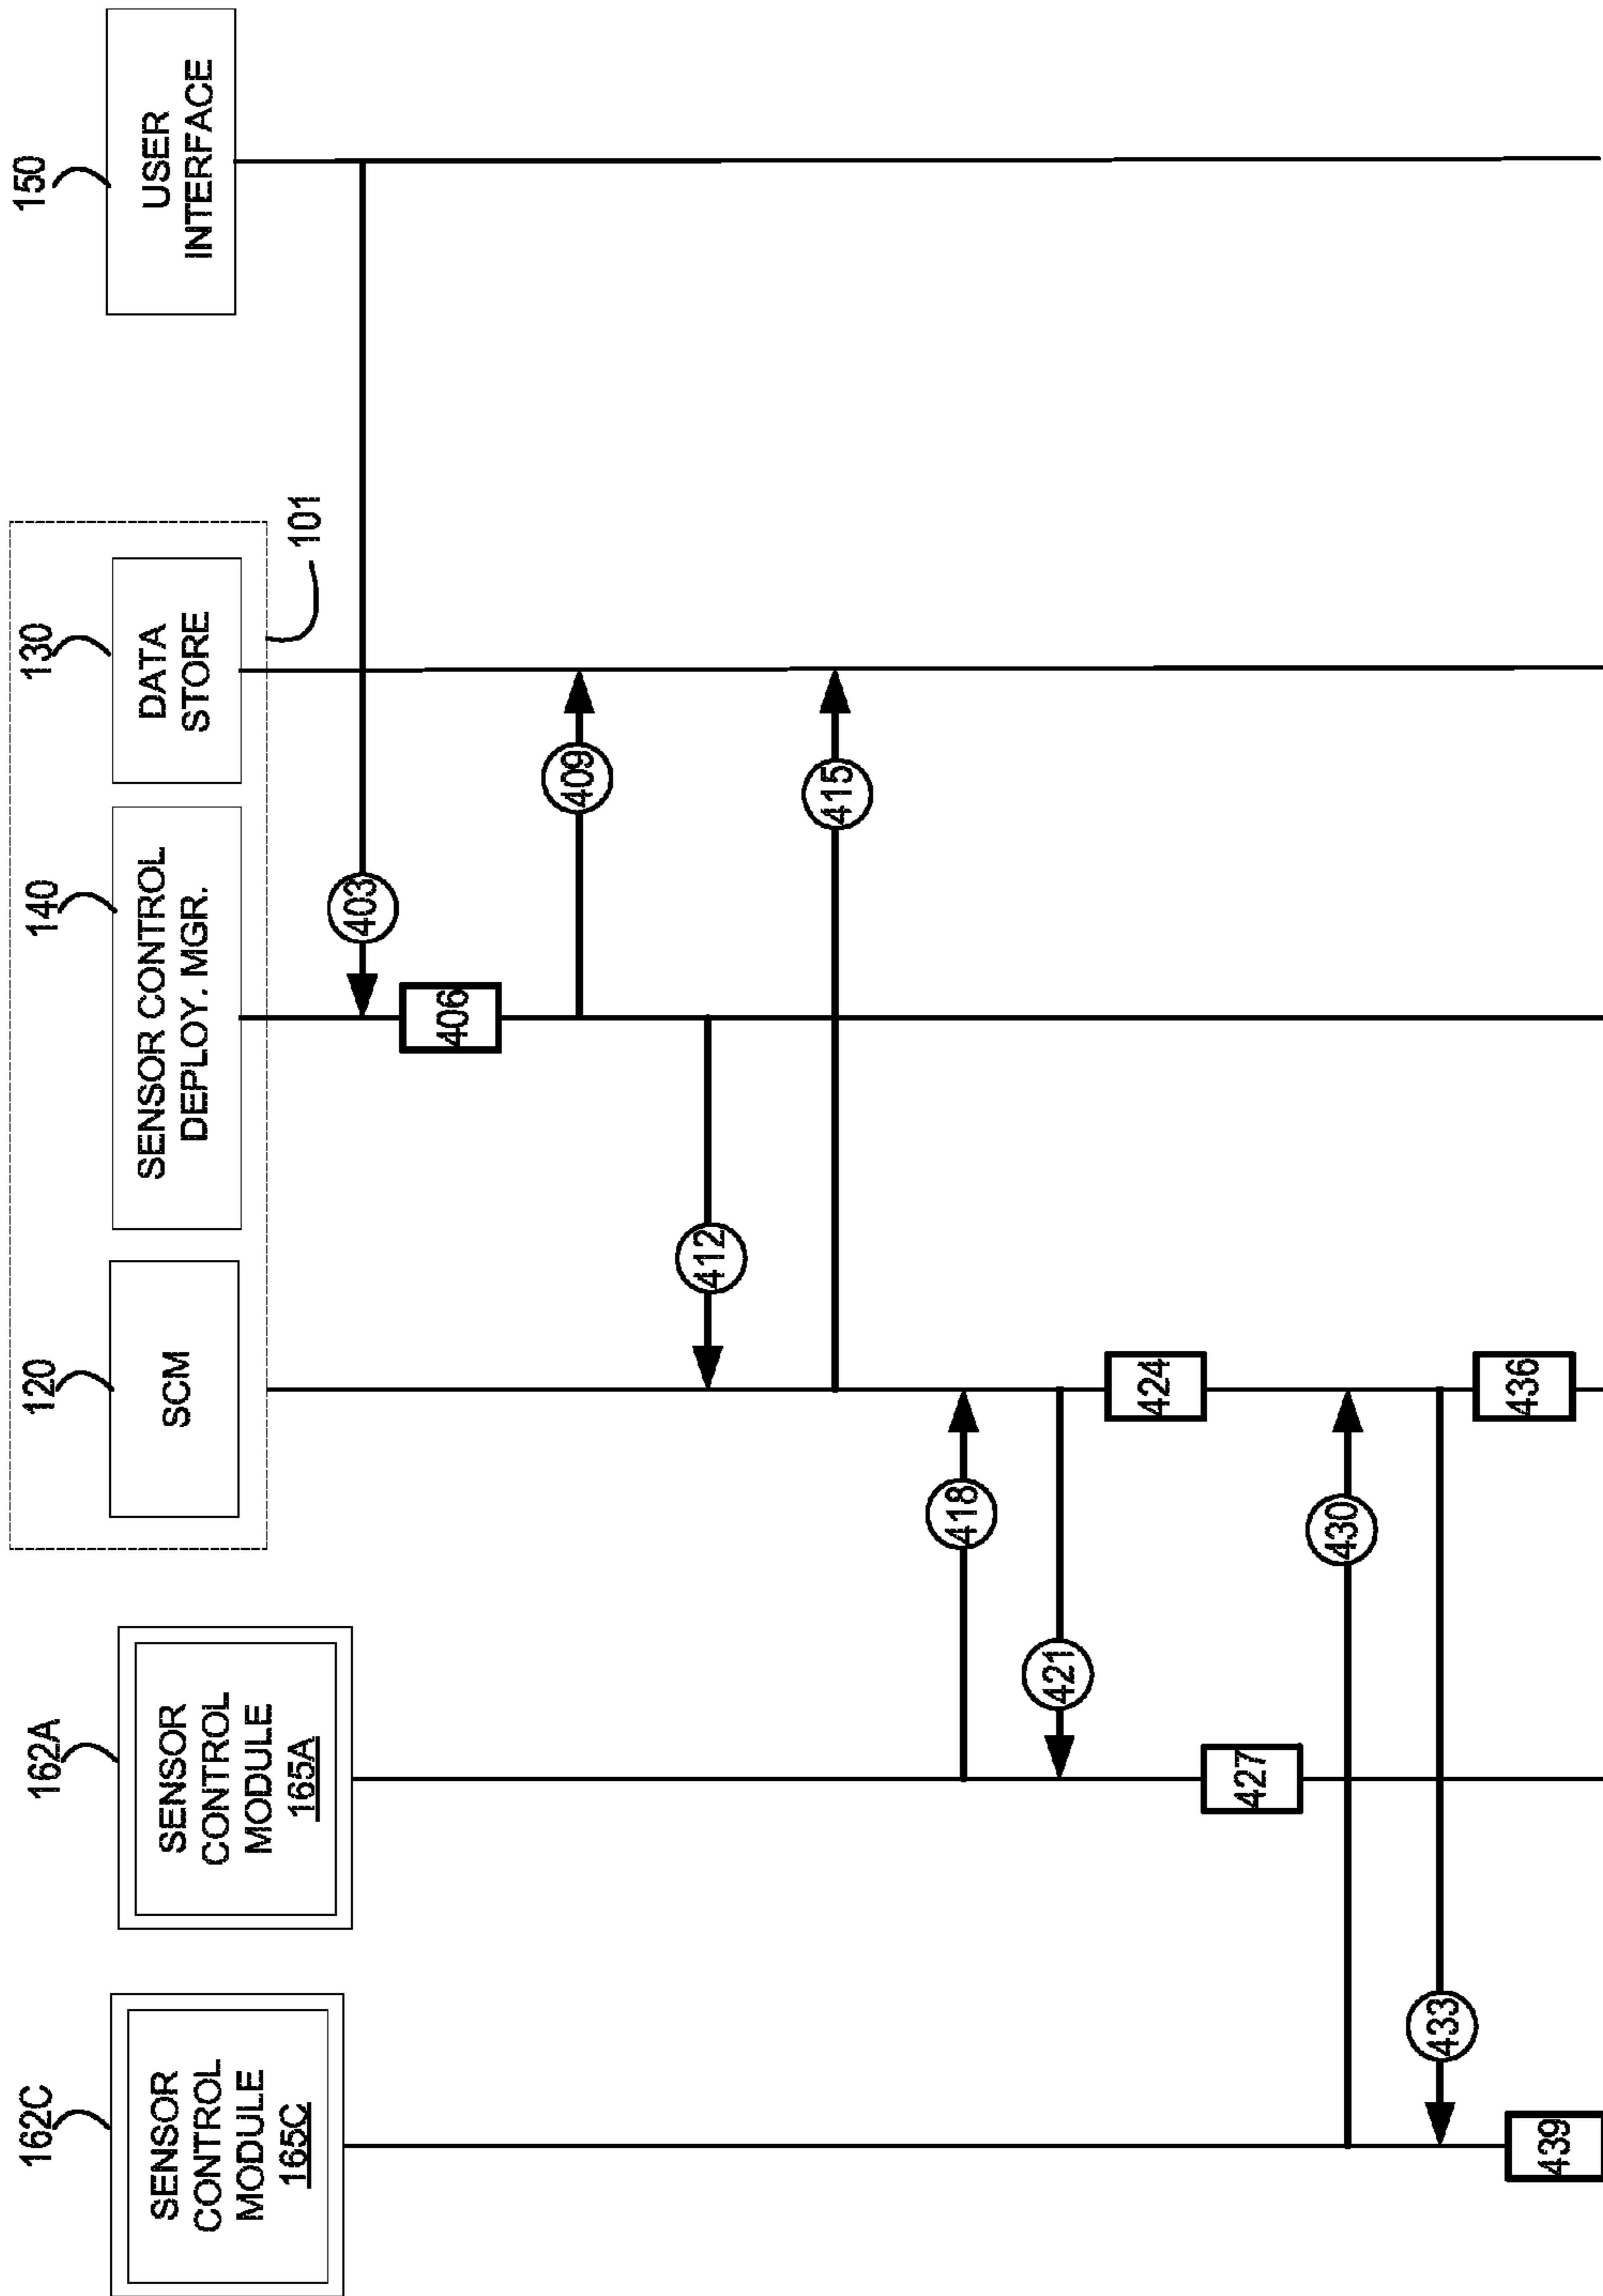 162C
SENSOR
CONTROL
MODULE
165C
162A
SENSOR
CONTROL
MODULE
165A
120
SCM
140
SENSOR CONTROL
DEPLOY. MGR.
130
DATA
STORE
101
150
USER
INTERFACE
403
406
409
412
415
418
421
424
427
430
433
436
439